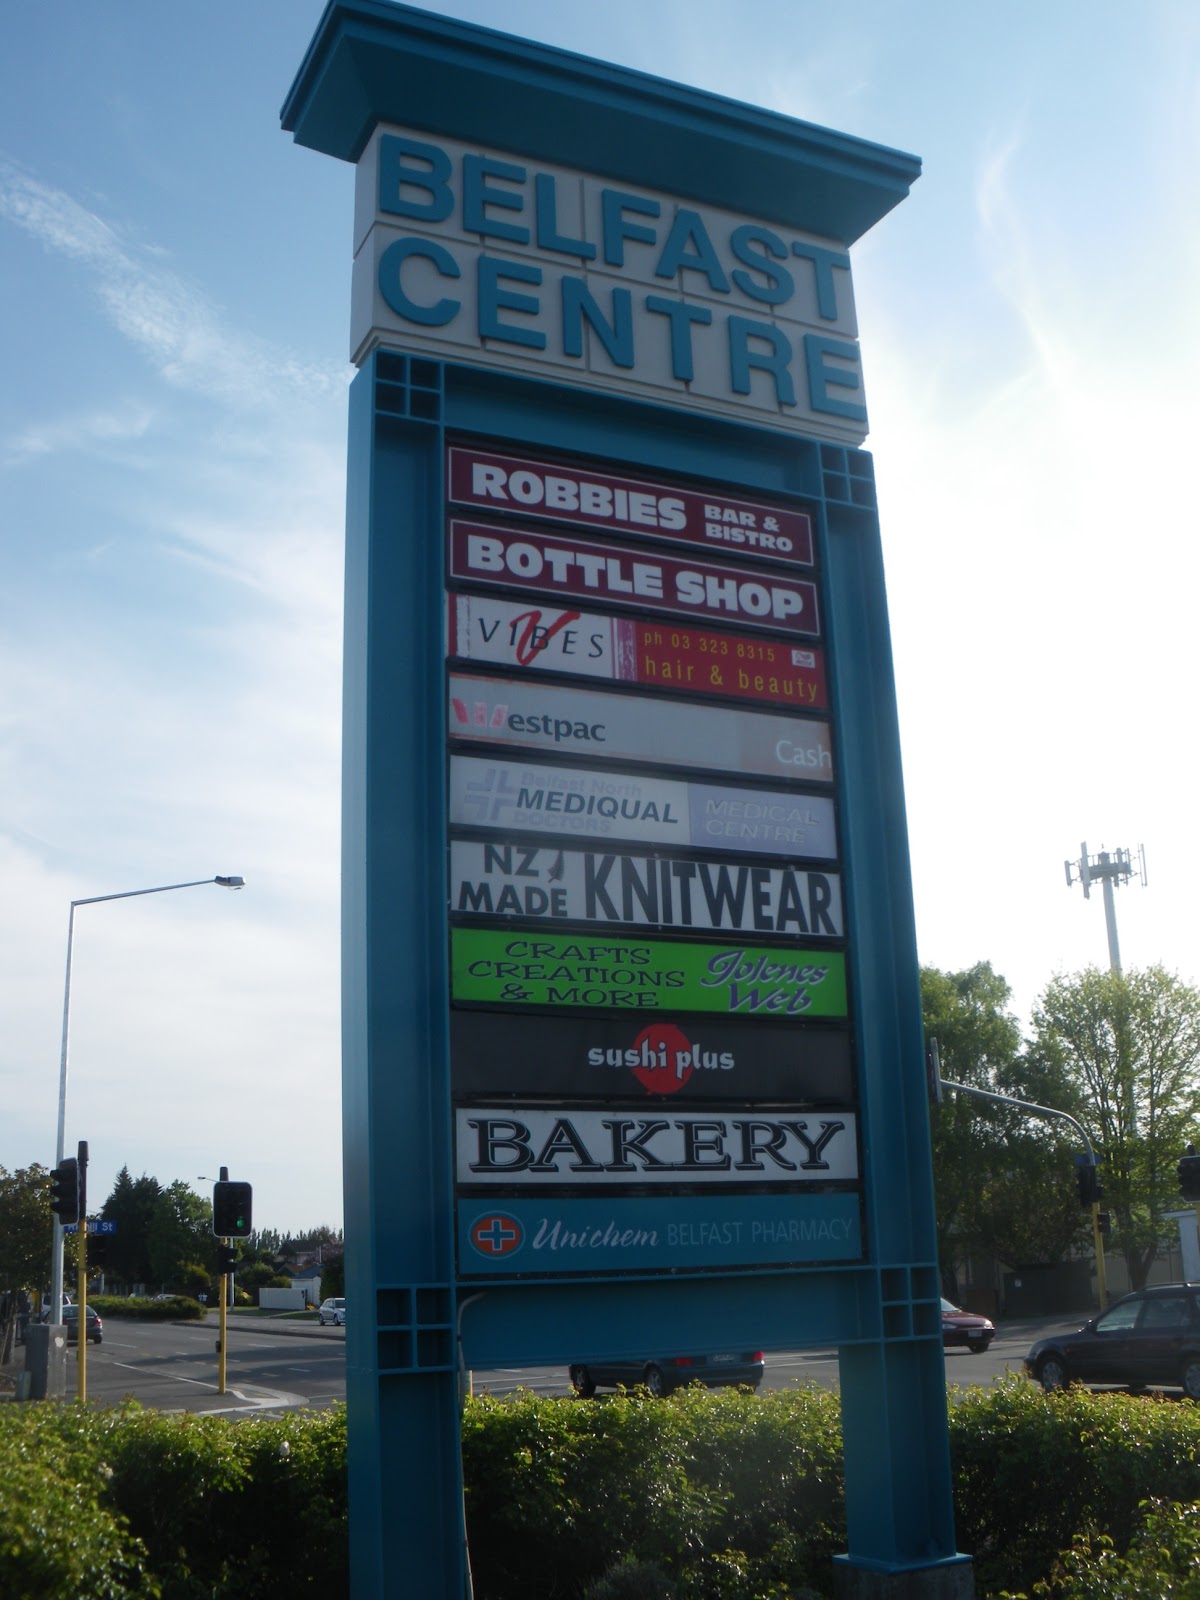 BELFAST
CENTRE
ROBBIES BAR &
BISTRO
BOTTLE SHOP
VIBES
ph 03 323 8315
hair & beauty
Westpac
Cash
Belfast North
MEDIQUAL
DOCTORS
MEDICAL
CENTRE
NZ
MADE
KNITWEAR
CRAFTS
CREATIONS
& MORE
Jolenes
Web
sushi plus
BAKERY
Unichem BELFAST PHARMACY
St